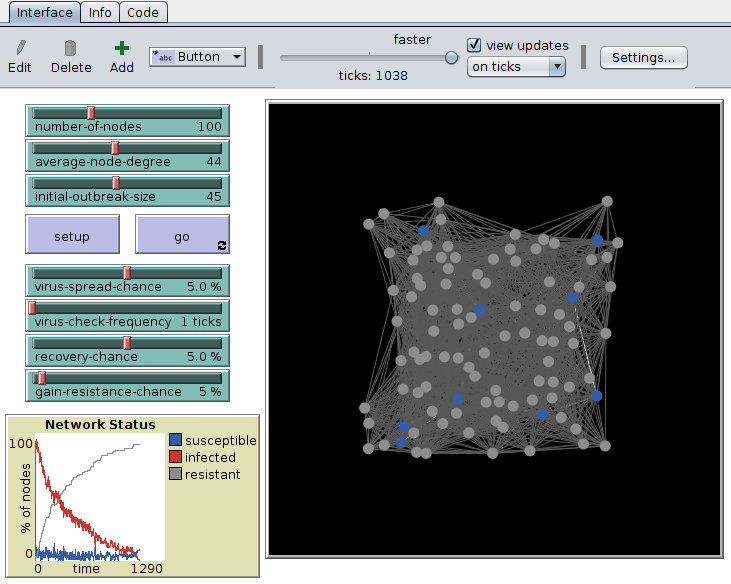 Interface Info Code
faster
Edit Delete Add abc Button view updates on ticks Settings...
ticks: 1038
number-of-nodes 100
average-node-degree 44
initial-outbreak-size 45
setup go
virus-spread-chance 5.0 %
virus-check-frequency 1 ticks
recovery-chance 5.0 %
gain-resistance-chance 5 %
Network Status
100
% of nodes
0
0 time 1290
susceptible
infected
resistant